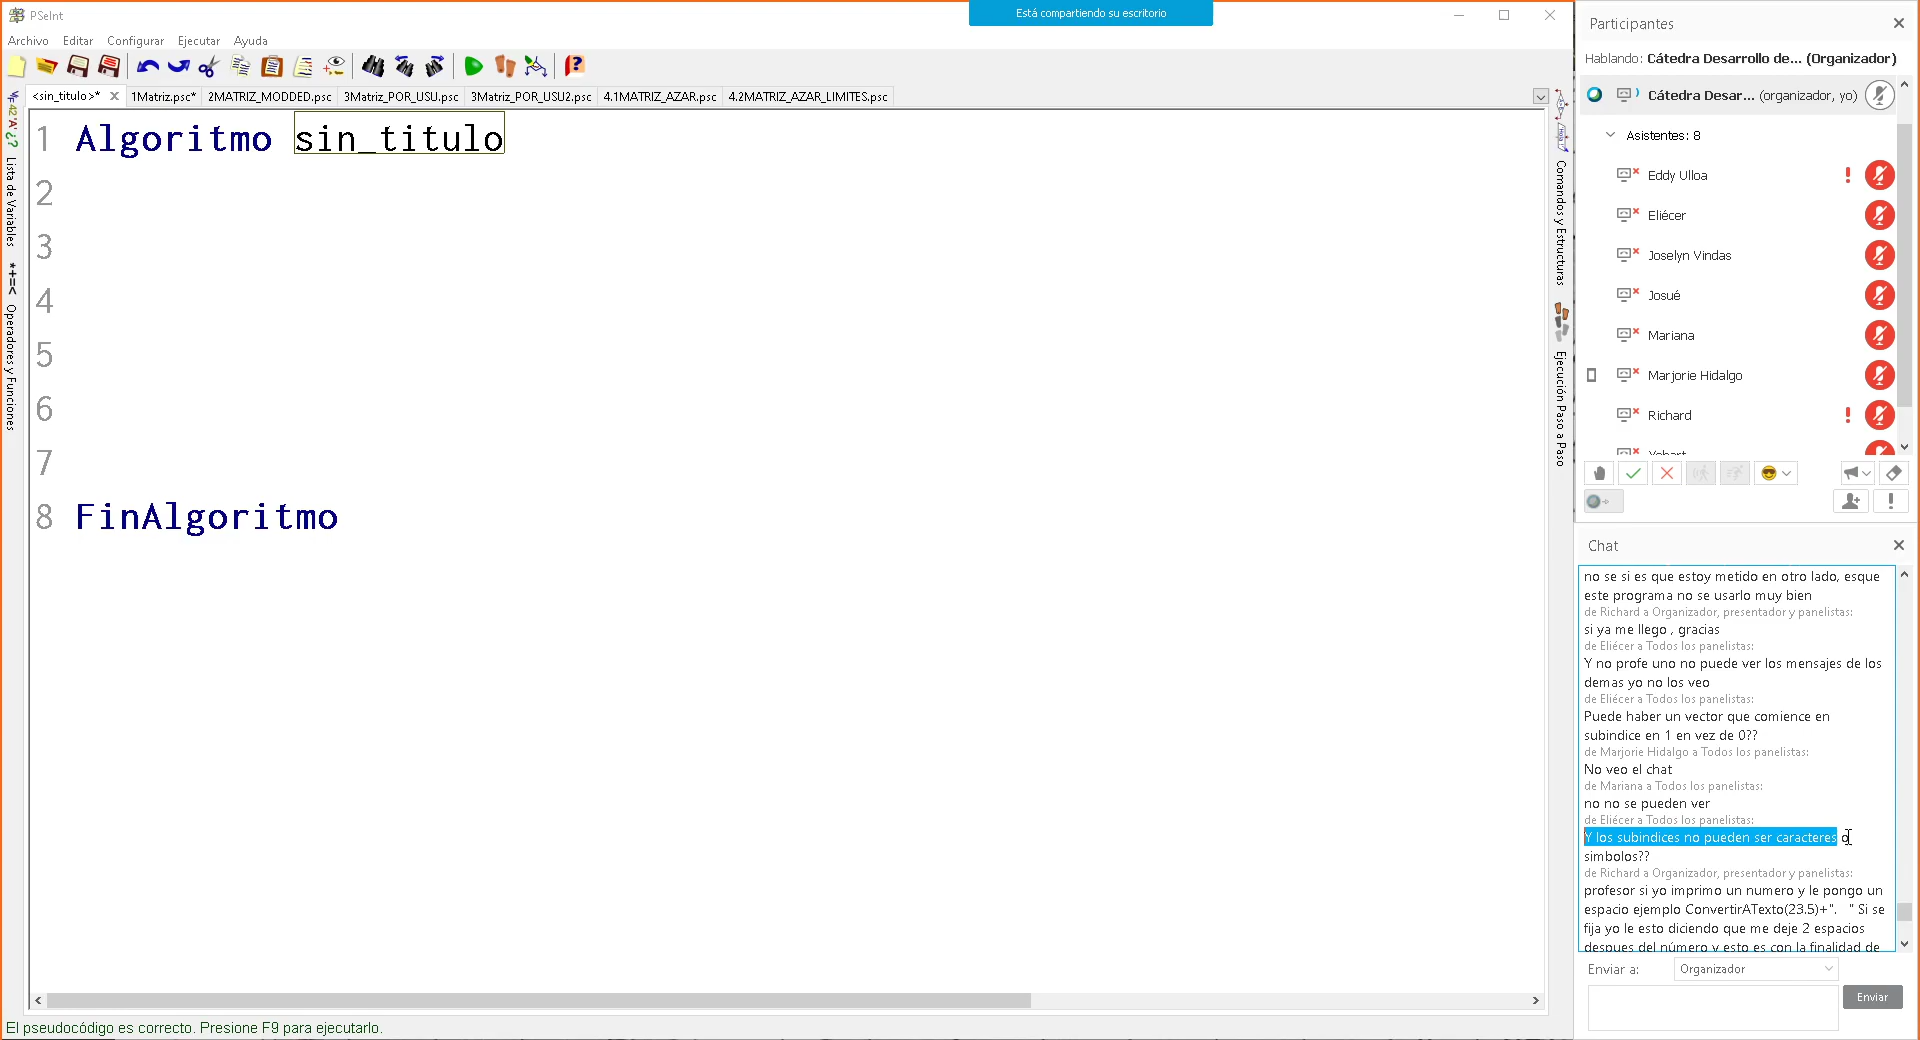 PSeInt
Está compartiendo su escritorio
Archivo Editar Configurar Ejecutar Ayuda
<sin_titulo>* 1Matriz.psc* 2MATRIZ_MODDED.psc 3Matriz_POR_USU.psc 3Matriz_POR_USU2.psc 4.1MATRIZ_AZAR.psc 4.2MATRIZ_AZAR_LIMITES.psc
Lista de Variables
*+=< Operadores y Funciones
1 Algoritmo sin_titulo
2
3
4
5
6
7
8 FinAlgoritmo
Comandos y Estructuras
Ejecución Paso a Paso
El pseudocódigo es correcto. Presione F9 para ejecutarlo.
Participantes
Hablando: Cátedra Desarrollo de... (Organizador)
Cátedra Desar... (organizador, yo)
Asistentes: 8
Eddy Ulloa
Eliécer
Joselyn Vindas
Josué
Mariana
Marjorie Hidalgo
Richard
Chat
no se si es que estoy metido en otro lado, esque
este programa no se usarlo muy bien
de Richard a Organizador, presentador y panelistas:
si ya me llego , gracias
de Eliécer a Todos los panelistas:
Y no profe uno no puede ver los mensajes de los
demas yo no los veo
de Eliécer a Todos los panelistas:
Puede haber un vector que comience en
subindice en 1 en vez de 0??
de Marjorie Hidalgo a Todos los panelistas:
No veo el chat
de Mariana a Todos los panelistas:
no no se pueden ver
de Eliécer a Todos los panelistas:
Y los subindices no pueden ser caracteres o
simbolos??
de Richard a Organizador, presentador y panelistas:
profesor si yo imprimo un numero y le pongo un
espacio ejemplo ConvertirATexto(23.5)+".   " Si se
fija yo le esto diciendo que me deje 2 espacios
despues del número y esto es con la finalidad de
Enviar a: Organizador
Enviar